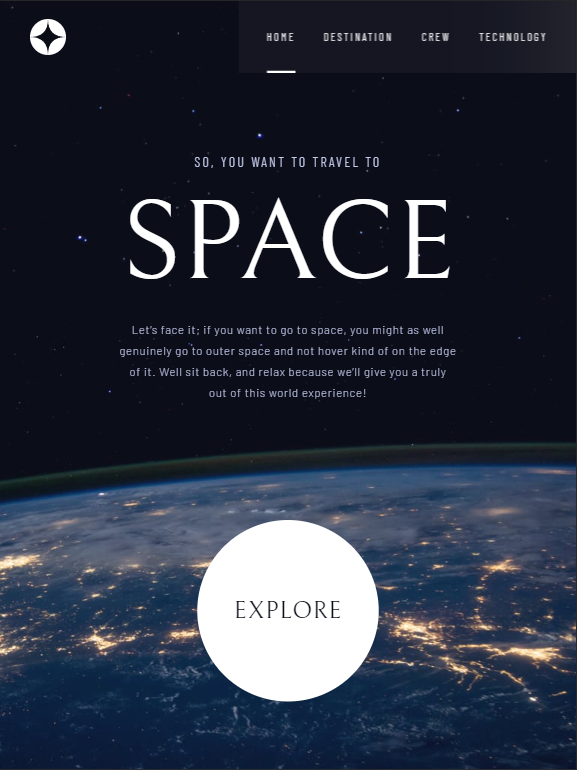 HOME DESTINATION CREW TECHNOLOGY
SO, YOU WANT TO TRAVEL TO
SPACE
Let's face it; if you want to go to space, you might as well
genuinely go to outer space and not hover kind of on the edge
of it. Well sit back, and relax because we'll give you a truly
out of this world experience!
EXPLORE